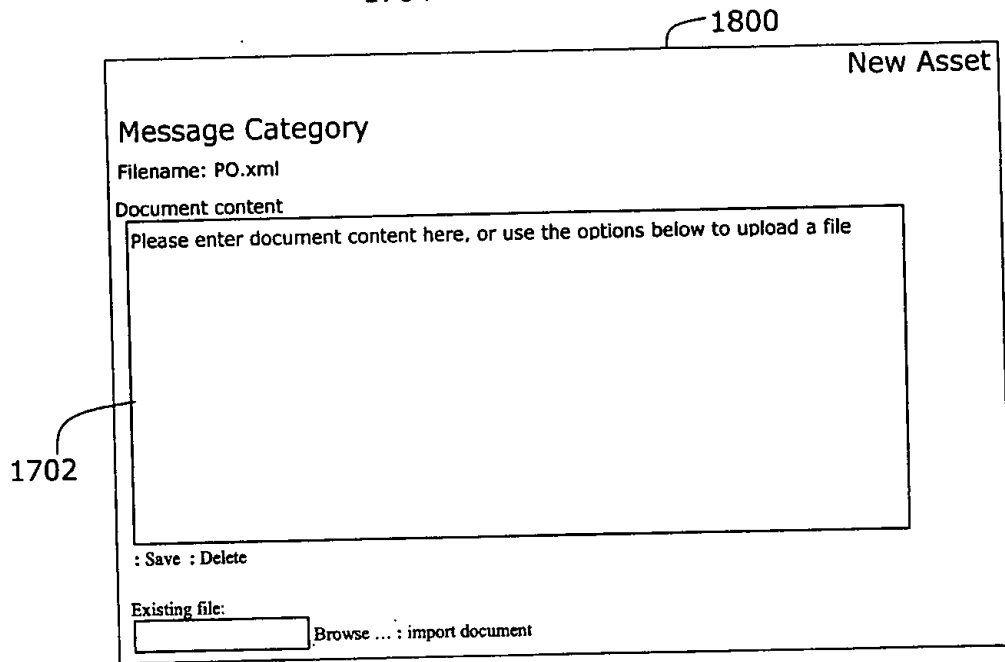 1800
New Asset
Message Category
Filename: PO.xml
Document content
Please enter document content here, or use the options below to upload a file
1702
: Save : Delete
Existing file:
Browse ... : import document